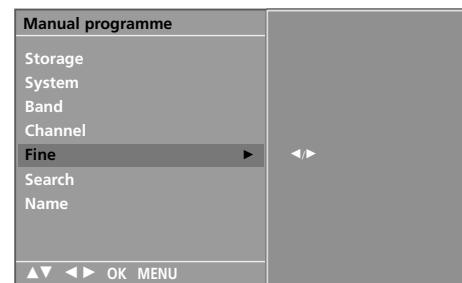 Manual programme
Storage
System
Band
Channel
Fine ► ◄/►
Search
Name
▲▼ ◄ ► OK MENU